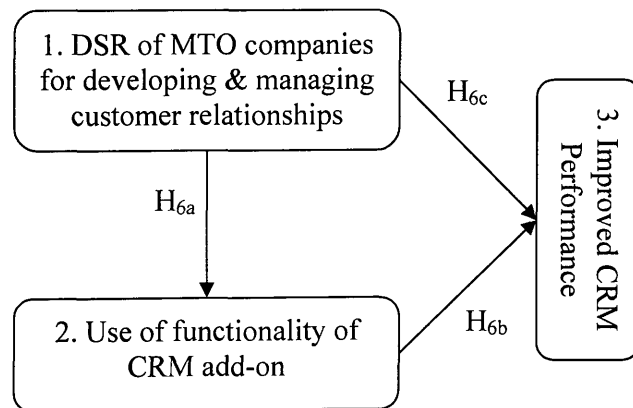 1. DSR of MTO companies
for developing & managing
customer relationships
H6c
3. Improved CRM
Performance
H6a
2. Use of functionality of
CRM add-on
H6b